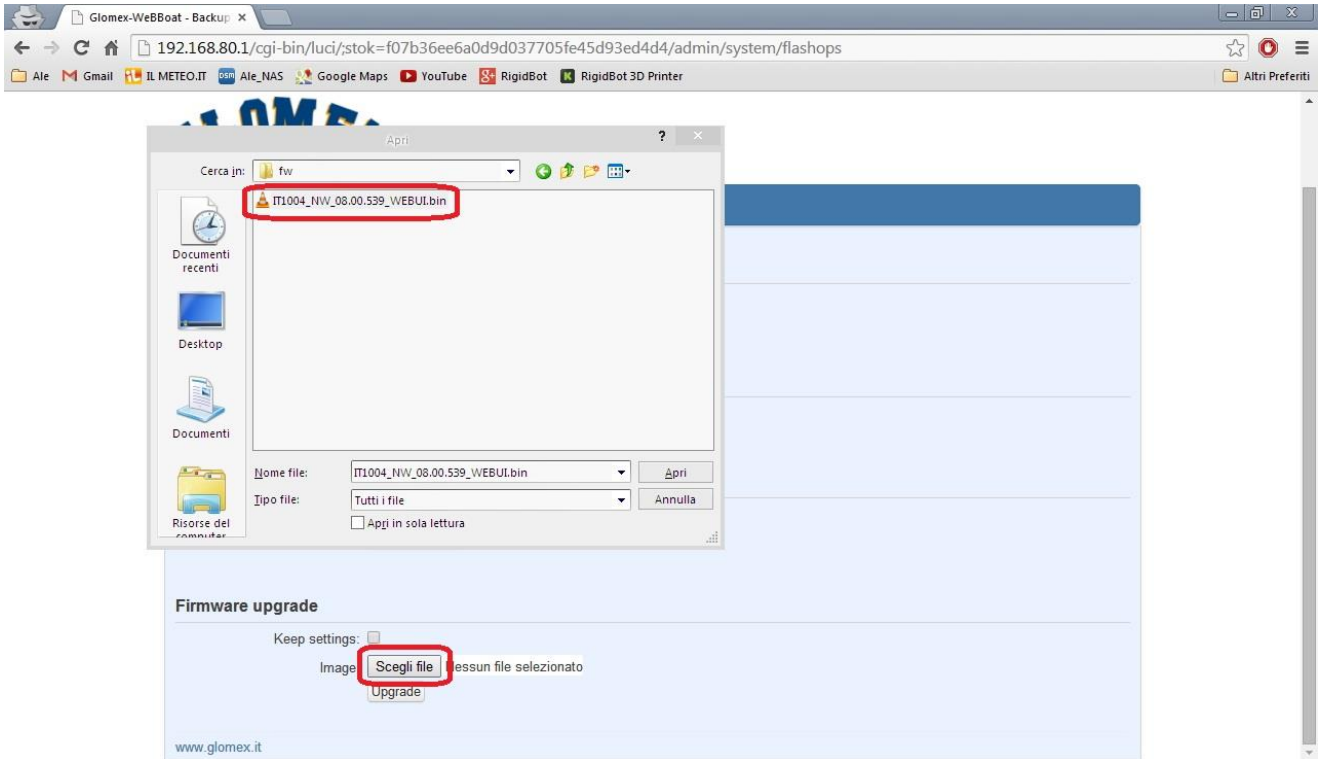 Glomex-WeBBoat - Backup
192.168.80.1/cgi-bin/luci/;stok=f07b36ee6a0d9d037705fe45d93ed4d4/admin/system/flashops
Ale Gmail IL METEO.IT DSM Ale_NAS Google Maps YouTube RigidBot K RigidBot 3D Printer Altri Preferiti
GLOMEX
Apri ?
Cerca in: fw
IT1004_NW_08.00.539_WEBUI.bin
Documenti
recenti
Desktop
Documenti
Risorse del
computer
Nome file: IT1004_NW_08.00.539_WEBUI.bin Apri
Tipo file: Tutti i file Annulla
Apri in sola lettura
Firmware upgrade
Keep settings:
Image Scegli file Nessun file selezionato
Upgrade
www.glomex.it